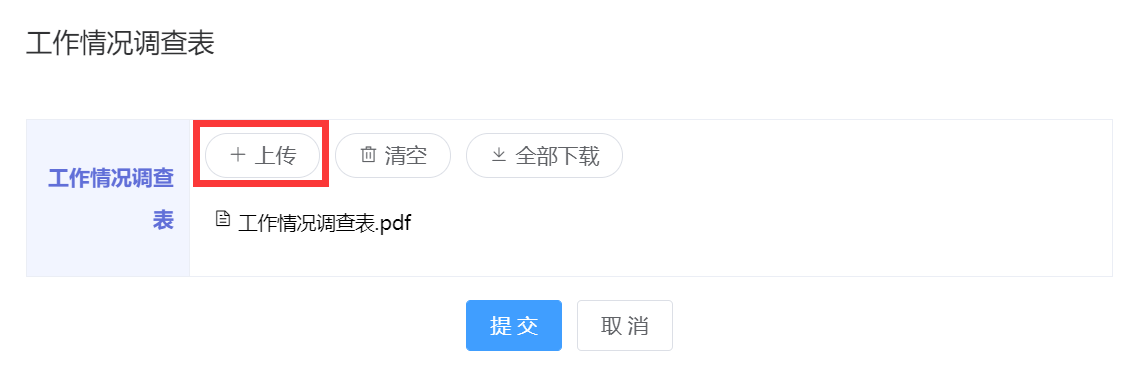 工作情况调查表
工作情况调查
表
上传 清空 全部下载
工作情况调查表.pdf
提交 取消